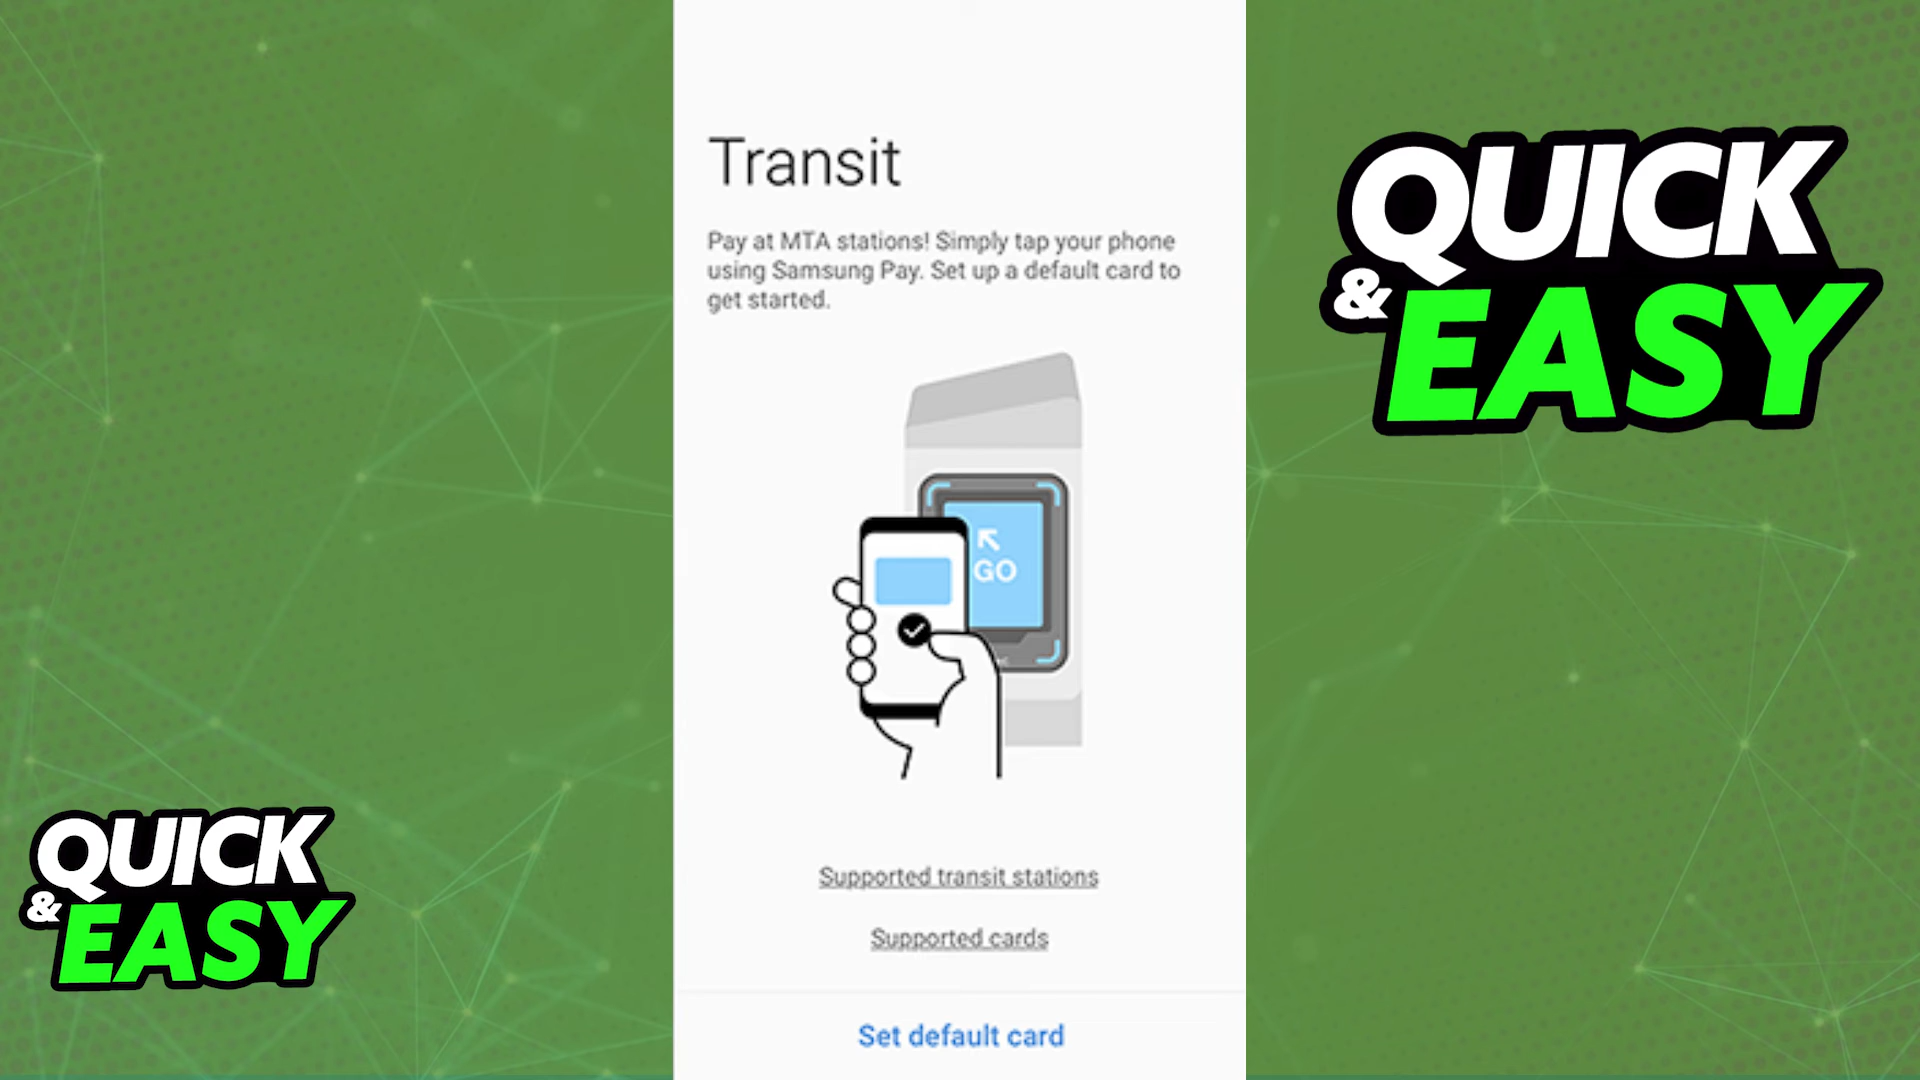 Transit
Pay at MTA stations! Simply tap your phone
using Samsung Pay. Set up a default card to
get started.
GO
Supported transit stations
Supported cards
Set default card
QUICK
& EASY
QUICK
& EASY